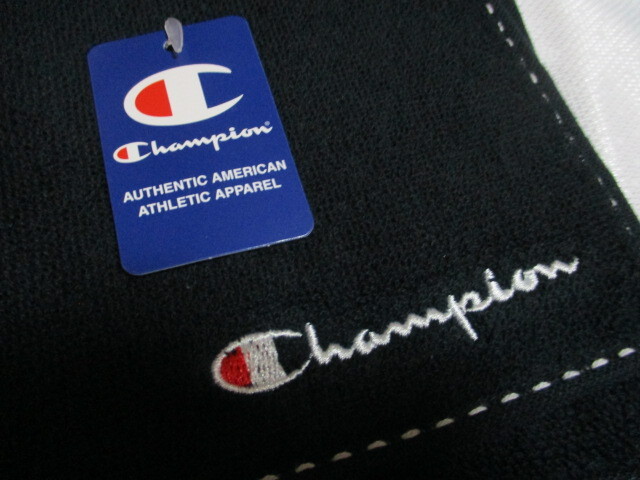 Champion
AUTHENTIC AMERICAN
ATHLETIC APPAREL
Champion